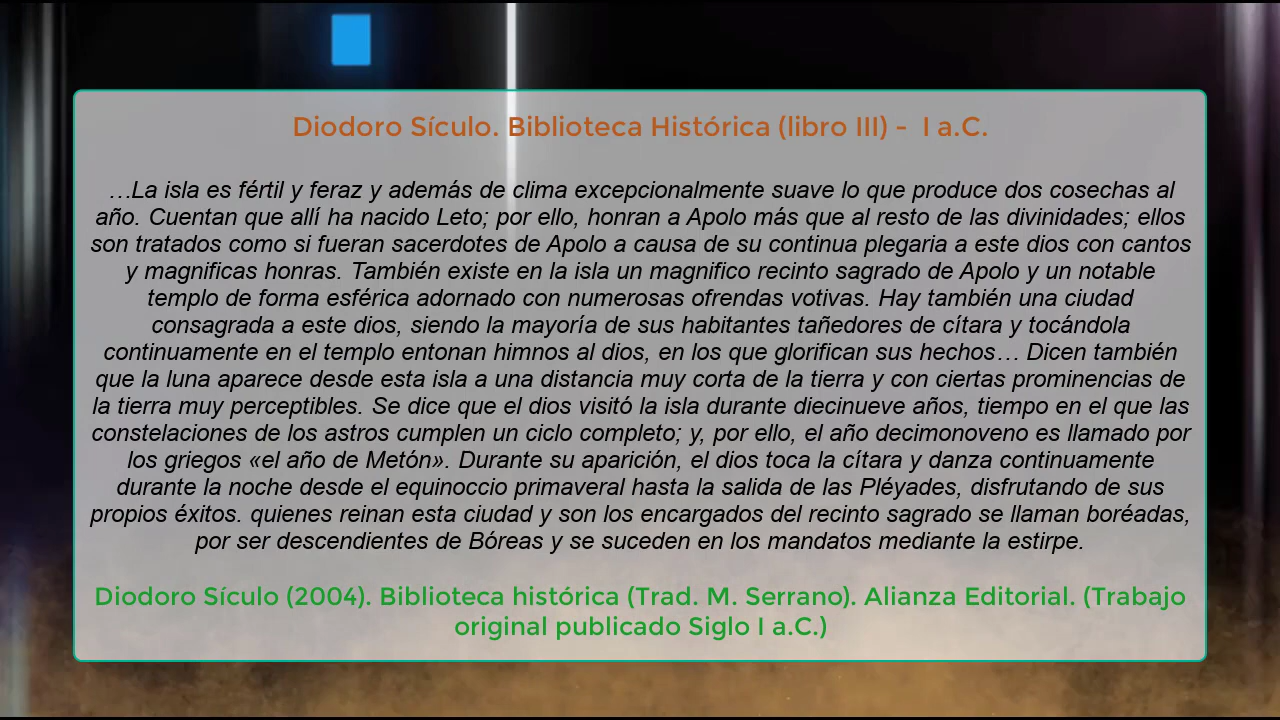 Diodoro Sículo. Biblioteca Histórica (libro III) - I a.C.
…La isla es fértil y feraz y además de clima excepcionalmente suave lo que produce dos cosechas al
año. Cuentan que allí ha nacido Leto; por ello, honran a Apolo más que al resto de las divinidades; ellos
son tratados como si fueran sacerdotes de Apolo a causa de su continua plegaria a este dios con cantos
y magnificas honras. También existe en la isla un magnifico recinto sagrado de Apolo y un notable
templo de forma esférica adornado con numerosas ofrendas votivas. Hay también una ciudad
consagrada a este dios, siendo la mayoría de sus habitantes tañedores de cítara y tocándola
continuamente en el templo entonan himnos al dios, en los que glorifican sus hechos… Dicen también
que la luna aparece desde esta isla a una distancia muy corta de la tierra y con ciertas prominencias de
la tierra muy perceptibles. Se dice que el dios visitó la isla durante diecinueve años, tiempo en el que las
constelaciones de los astros cumplen un ciclo completo; y, por ello, el año decimonoveno es llamado por
los griegos «el año de Metón». Durante su aparición, el dios toca la cítara y danza continuamente
durante la noche desde el equinoccio primaveral hasta la salida de las Pléyades, disfrutando de sus
propios éxitos. quienes reinan esta ciudad y son los encargados del recinto sagrado se llaman boréadas,
por ser descendientes de Bóreas y se suceden en los mandatos mediante la estirpe.
Diodoro Sículo (2004). Biblioteca histórica (Trad. M. Serrano). Alianza Editorial. (Trabajo
original publicado Siglo I a.C.)